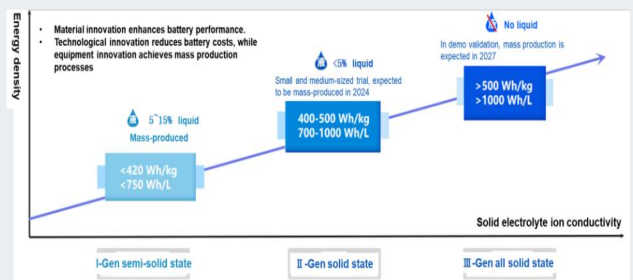 Energy density
• Material innovation enhances battery performance.
• Technological innovation reduces battery costs, while
equipment innovation achieves mass production
processes
5~15% liquid
Mass-produced
<420 Wh/kg
<750 Wh/L
<5% liquid
Small and medium-sized trial, expected
to be mass-produced in 2024
400-500 Wh/kg
700-1000 Wh/L
No liquid
In demo validation, mass production is
expected in 2027
>500 Wh/kg
>1000 Wh/L
Solid electrolyte ion conductivity
I-Gen semi-solid state
II-Gen solid state
III-Gen all solid state